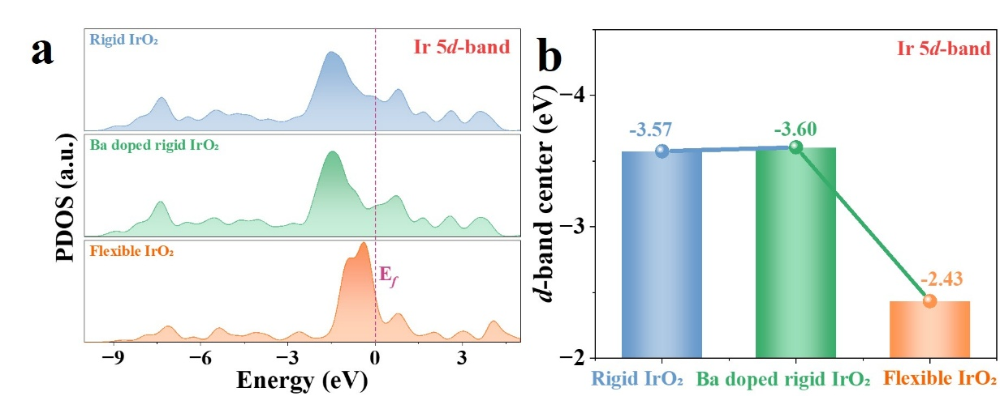 a
Rigid IrO₂
Ir 5d-band
Ba doped rigid IrO₂
Flexible IrO₂
E_f
PDOS (a.u.)
−9 −6 −3 0 3
Energy (eV)
b
Ir 5d-band
d-band center (eV)
−4
−3
−2
-3.57
-3.60
-2.43
Rigid IrO₂ Ba doped rigid IrO₂ Flexible IrO₂